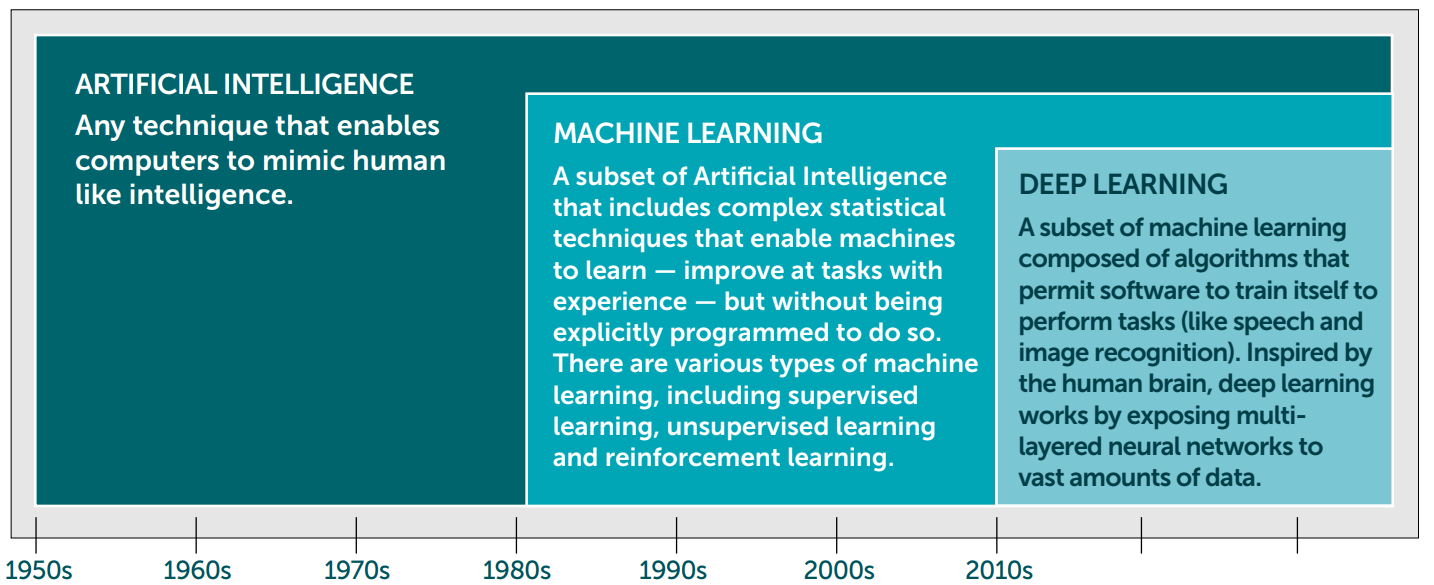 ARTIFICIAL INTELLIGENCE
Any technique that enables
computers to mimic human
like intelligence.
MACHINE LEARNING
A subset of Artificial Intelligence
that includes complex statistical
techniques that enable machines
to learn — improve at tasks with
experience — but without being
explicitly programmed to do so.
There are various types of machine
learning, including supervised
learning, unsupervised learning
and reinforcement learning.
DEEP LEARNING
A subset of machine learning
composed of algorithms that
permit software to train itself to
perform tasks (like speech and
image recognition). Inspired by
the human brain, deep learning
works by exposing multi-
layered neural networks to
vast amounts of data.
1950s 1960s 1970s 1980s 1990s 2000s 2010s